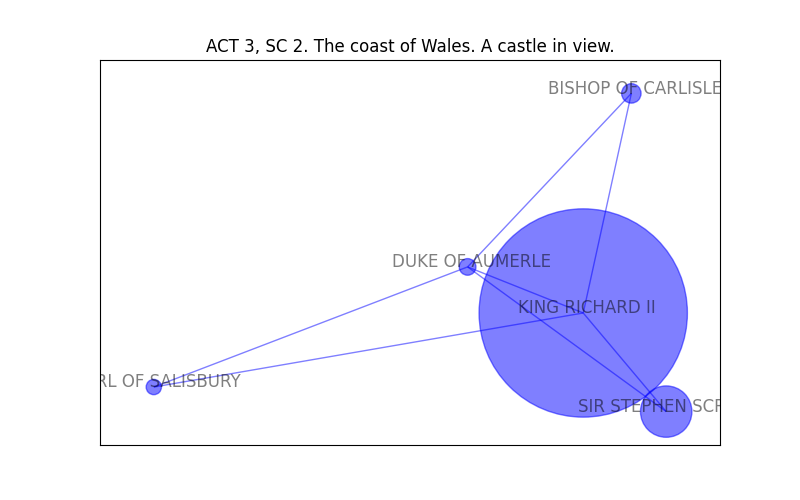 ACT 3, SC 2. The coast of Wales. A castle in view.
BISHOP OF CARLISLE
DUKE OF AUMERLE
KING RICHARD II
RL OF SALISBURY
SIR STEPHEN SCR